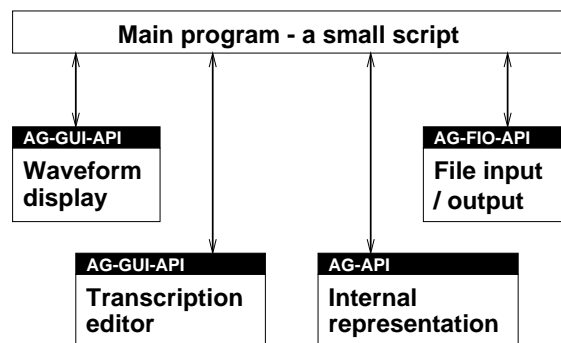 Main program - a small script
AG-GUI-API
Waveform
display
AG-FIO-API
File input
/ output
AG-GUI-API
Transcription
editor
AG-API
Internal
representation